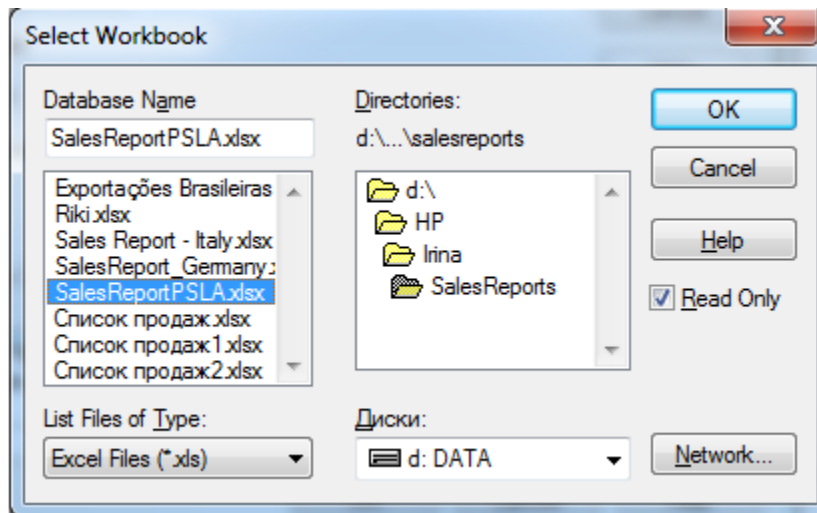 Select Workbook
Database Name
SalesReportPSLA.xlsx
Exportações Brasileiras
Riki.xlsx
Sales Report - Italy.xlsx
SalesReport_Germany.
SalesReportPSLA.xlsx
Список продаж.xlsx
Список продаж1.xlsx
Список продаж2.xlsx
List Files of Type:
Excel Files (*.xls)
Directories:
d:\...\salesreports
d:\
HP
Irina
SalesReports
Диски:
d: DATA
OK
Cancel
Help
Read Only
Network...